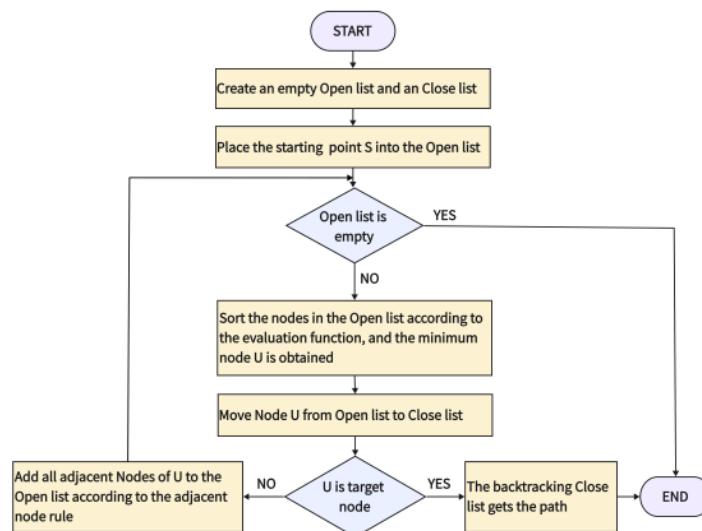 START
Create an empty Open list and an Close list
Place the starting point S into the Open list
Open list is
empty
YES
NO
Sort the nodes in the Open list according to
the evaluation function, and the minimum
node U is obtained
Move Node U from Open list to Close list
U is target
node
NO
YES
Add all adjacent Nodes of U to the
Open list according to the adjacent
node rule
The backtracking Close
list gets the path
END